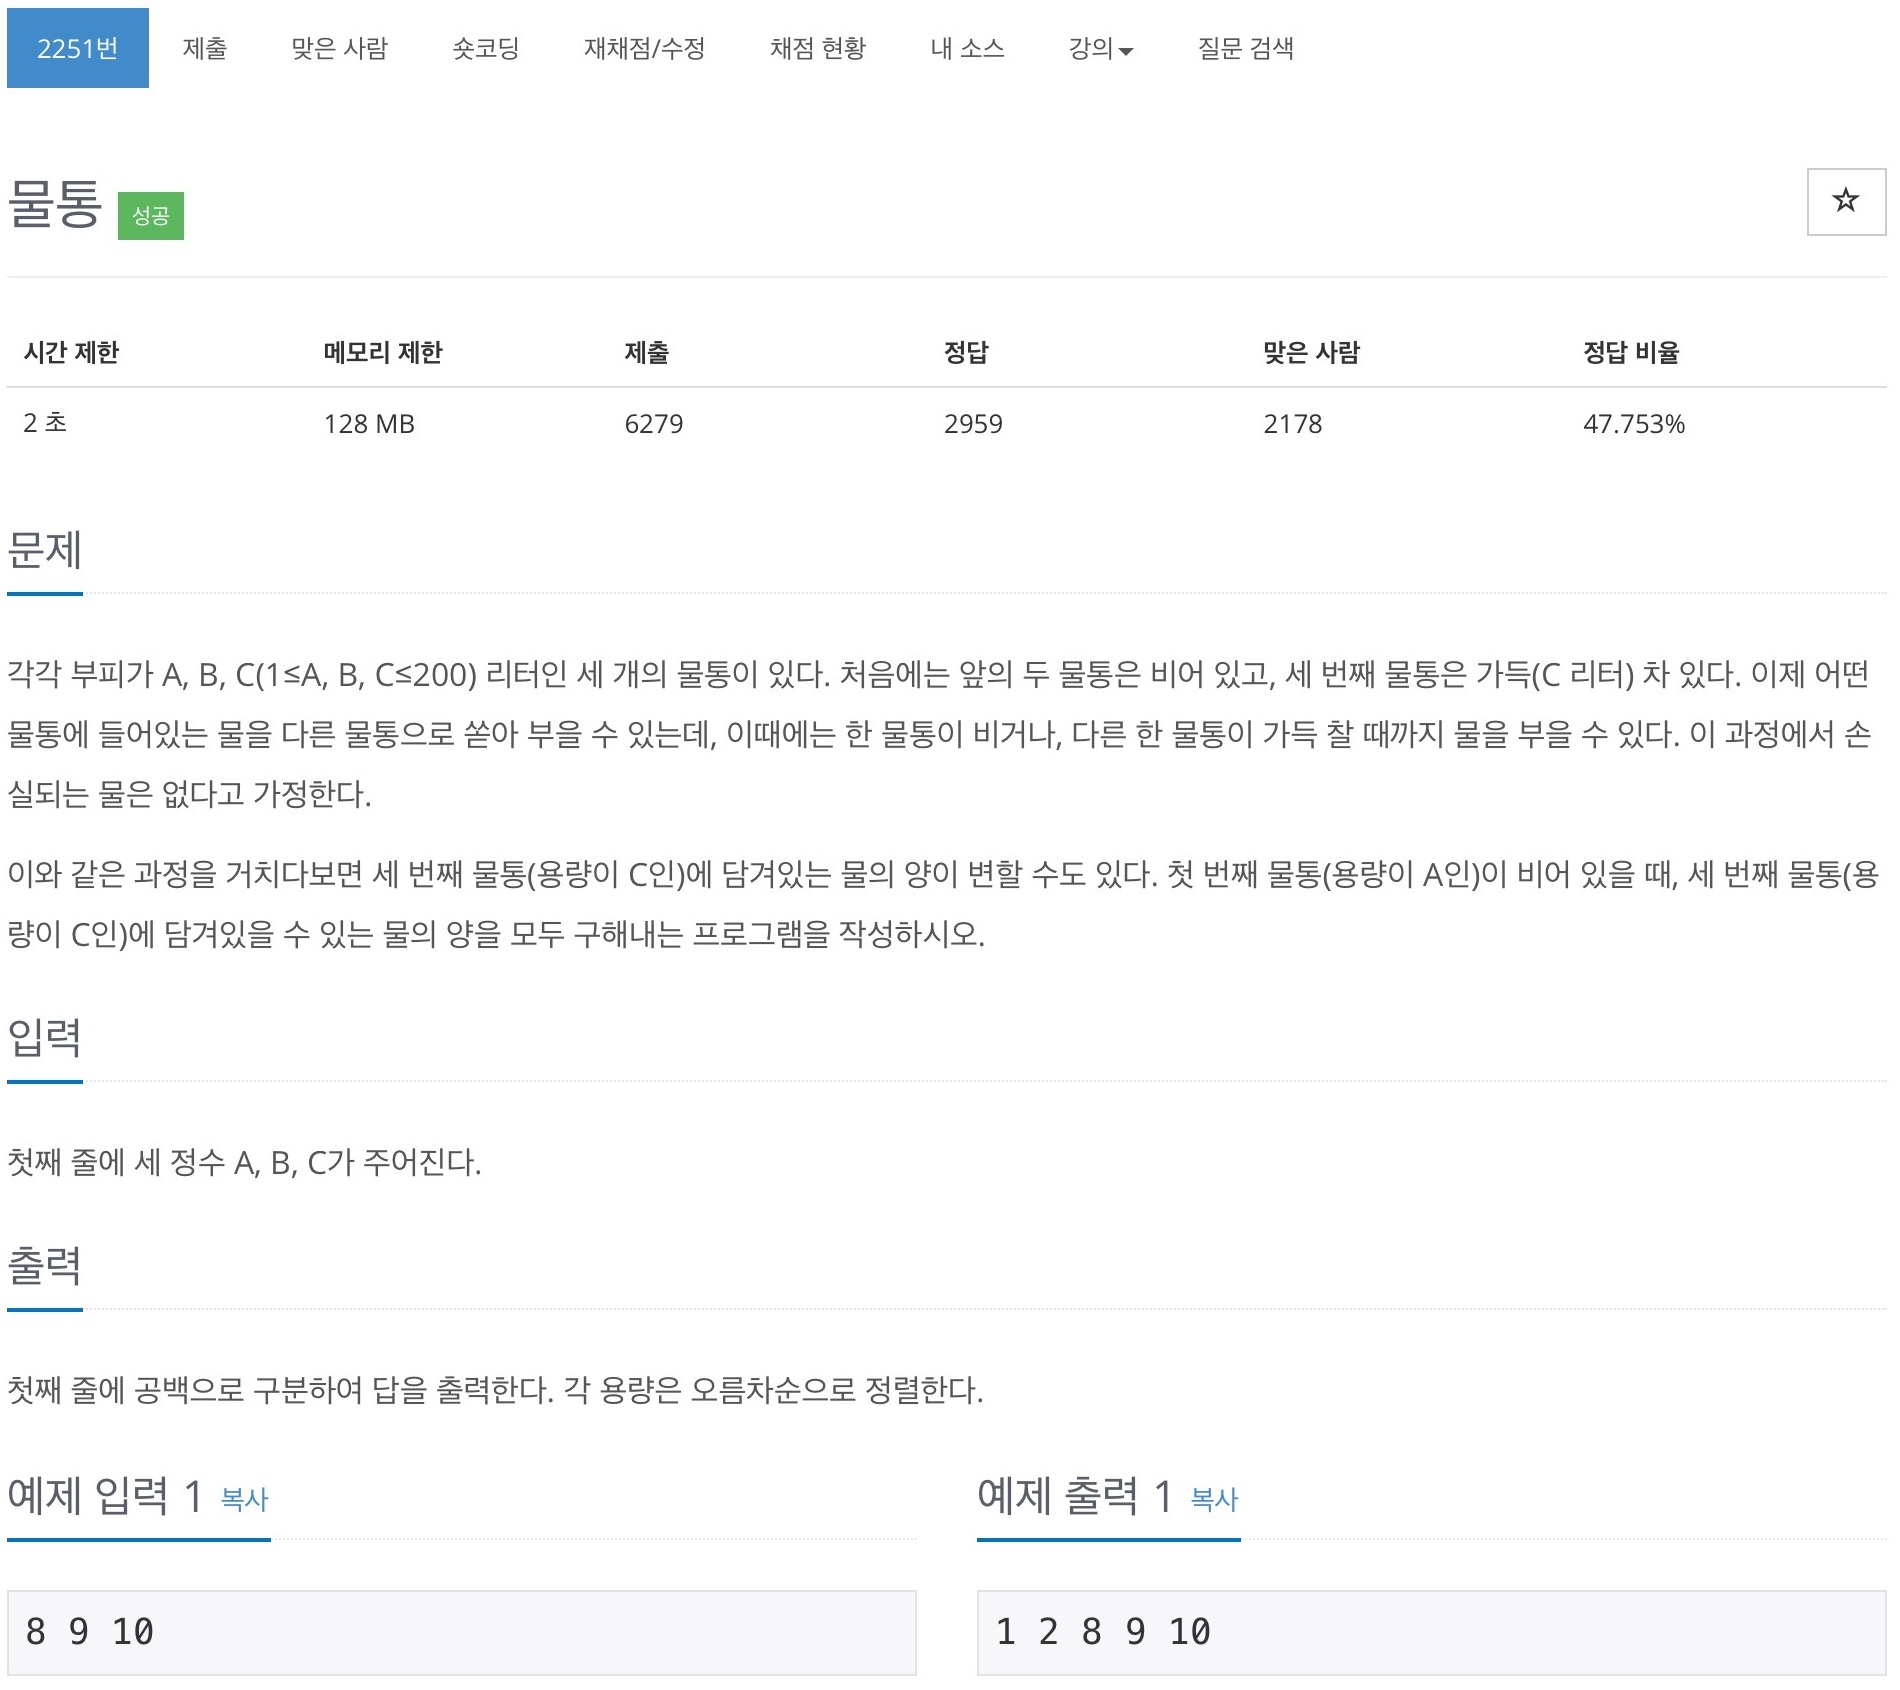 2251번 제출 맞은 사람 숏코딩 재채점/수정 채점 현황 내 소스 강의 질문 검색
물통 성공
시간 제한 메모리 제한 제출 정답 맞은 사람 정답 비율
2 초 128 MB 6279 2959 2178 47.753%
문제
각각 부피가 A, B, C(1≤A, B, C≤200) 리터인 세 개의 물통이 있다. 처음에는 앞의 두 물통은 비어 있고, 세 번째 물통은 가득(C 리터) 차 있다. 이제 어떤
물통에 들어있는 물을 다른 물통으로 쏟아 부을 수 있는데, 이때에는 한 물통이 비거나, 다른 한 물통이 가득 찰 때까지 물을 부을 수 있다. 이 과정에서 손
실되는 물은 없다고 가정한다.
이와 같은 과정을 거치다보면 세 번째 물통(용량이 C인)에 담겨있는 물의 양이 변할 수도 있다. 첫 번째 물통(용량이 A인)이 비어 있을 때, 세 번째 물통(용
량이 C인)에 담겨있을 수 있는 물의 양을 모두 구해내는 프로그램을 작성하시오.
입력
첫째 줄에 세 정수 A, B, C가 주어진다.
출력
첫째 줄에 공백으로 구분하여 답을 출력한다. 각 용량은 오름차순으로 정렬한다.
예제 입력 1 복사
8 9 10
예제 출력 1 복사
1 2 8 9 10